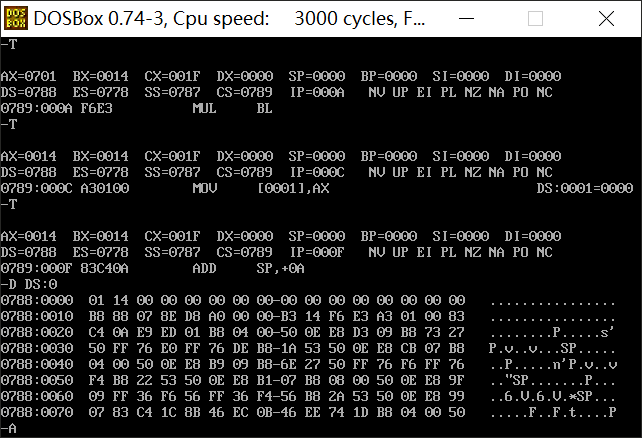 DOSBox 0.74-3, Cpu speed:    3000 cycles, F...
-T

AX=0701  BX=0014  CX=001F  DX=0000  SP=0000  BP=0000  SI=0000  DI=0000
DS=0788  ES=0778  SS=0787  CS=0789  IP=000A   NV UP EI PL NZ NA PO NC
0789:000A F6E3          MUL     BL
-T

AX=0014  BX=0014  CX=001F  DX=0000  SP=0000  BP=0000  SI=0000  DI=0000
DS=0788  ES=0778  SS=0787  CS=0789  IP=000C   NV UP EI PL NZ NA PO NC
0789:000C A30100        MOV     [0001],AX                          DS:0001=0000
-T

AX=0014  BX=0014  CX=001F  DX=0000  SP=0000  BP=0000  SI=0000  DI=0000
DS=0788  ES=0778  SS=0787  CS=0789  IP=000F   NV UP EI PL NZ NA PO NC
0789:000F 83C40A        ADD     SP,+0A
-D DS:0
0788:0000  01 14 00 00 00 00 00 00-00 00 00 00 00 00 00 00   ................
0788:0010  B8 88 07 8E D8 A0 00 00-B3 14 F6 E3 A3 01 00 83   ................
0788:0020  C4 0A E9 ED 01 B8 04 00-50 0E E8 D3 09 B8 73 27   ........P.....s'
0788:0030  50 FF 76 E0 FF 76 DE B8-1A 53 50 0E E8 CB 07 B8   P.v..v...SP.....
0788:0040  04 00 50 0E E8 B9 09 B8-6E 27 50 FF 76 F6 FF 76   ..P.....n'P.v..v
0788:0050  F4 B8 22 53 50 0E E8 B1-07 B8 08 00 50 0E E8 9F   .."SP.......P...
0788:0060  09 FF 36 F6 56 FF 36 F4-56 B8 2A 53 50 0E E8 99   ..6.V.6.V.*SP...
0788:0070  07 83 C4 1C 8B 46 EC 0B-46 EE 74 1D B8 04 00 50   .....F..F.t....P
-A